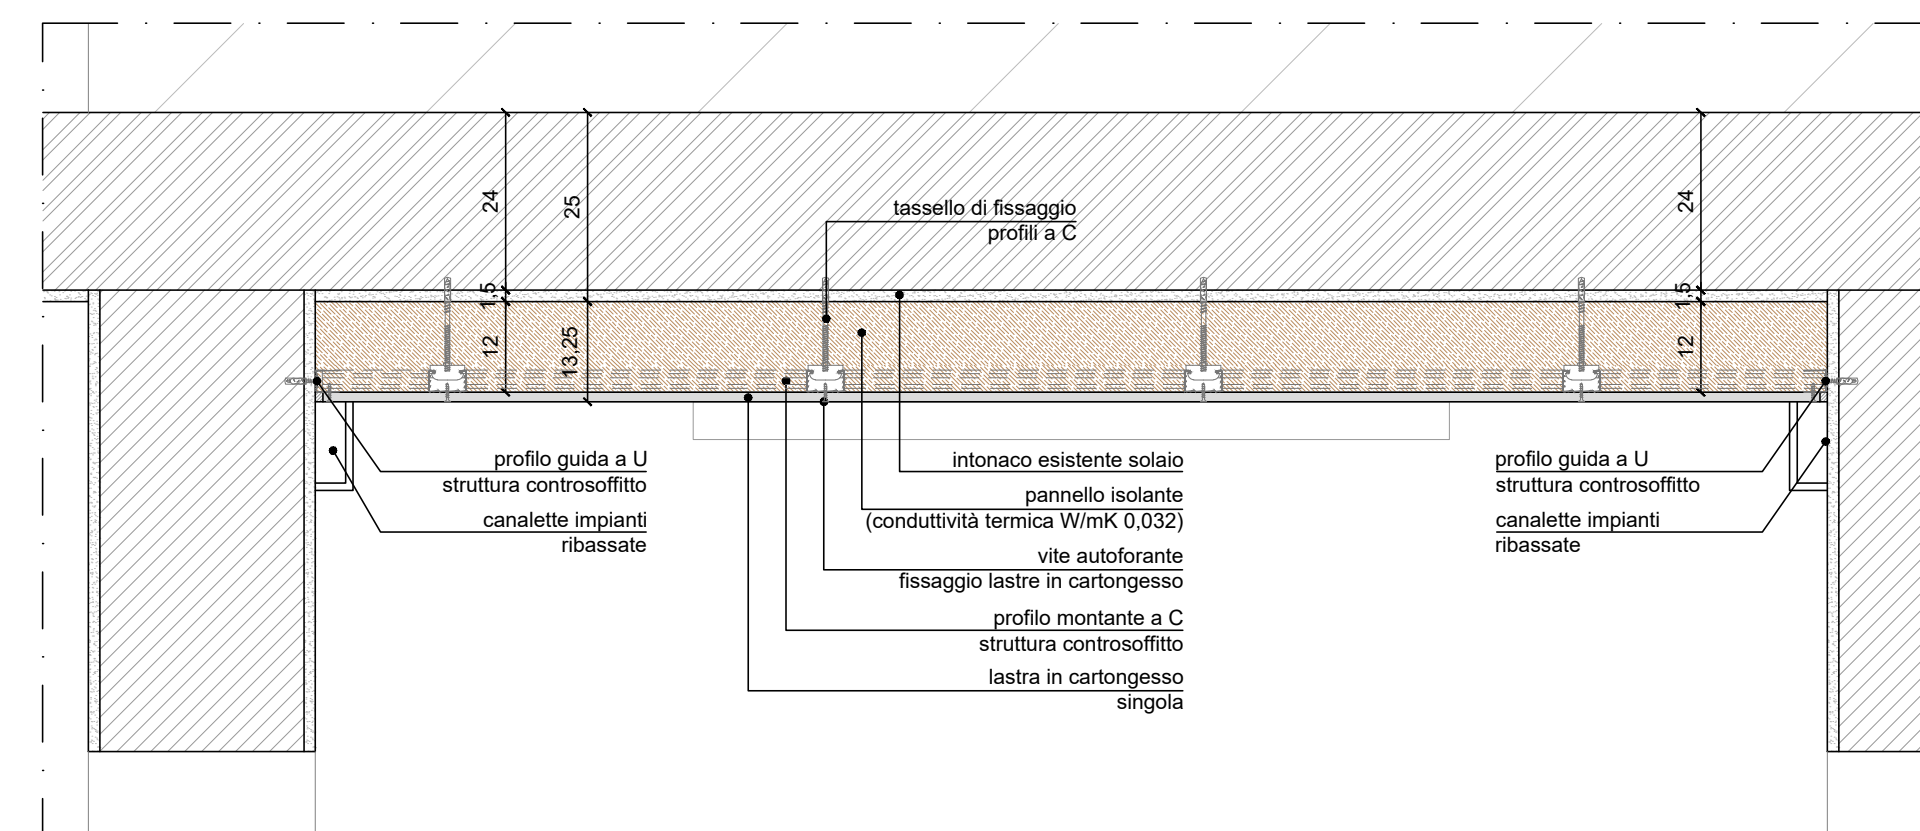 24
25
24
tassello di fissaggio
profili a C
1,5
1,5
12
13,25
12
profilo guida a U
struttura controsoffitto
canalette impianti
ribassate
intonaco esistente solaio
pannello isolante
(conduttività termica W/mK 0,032)
vite autoforante
fissaggio lastre in cartongesso
profilo montante a C
struttura controsoffitto
lastra in cartongesso
singola
profilo guida a U
struttura controsoffitto
canalette impianti
ribassate